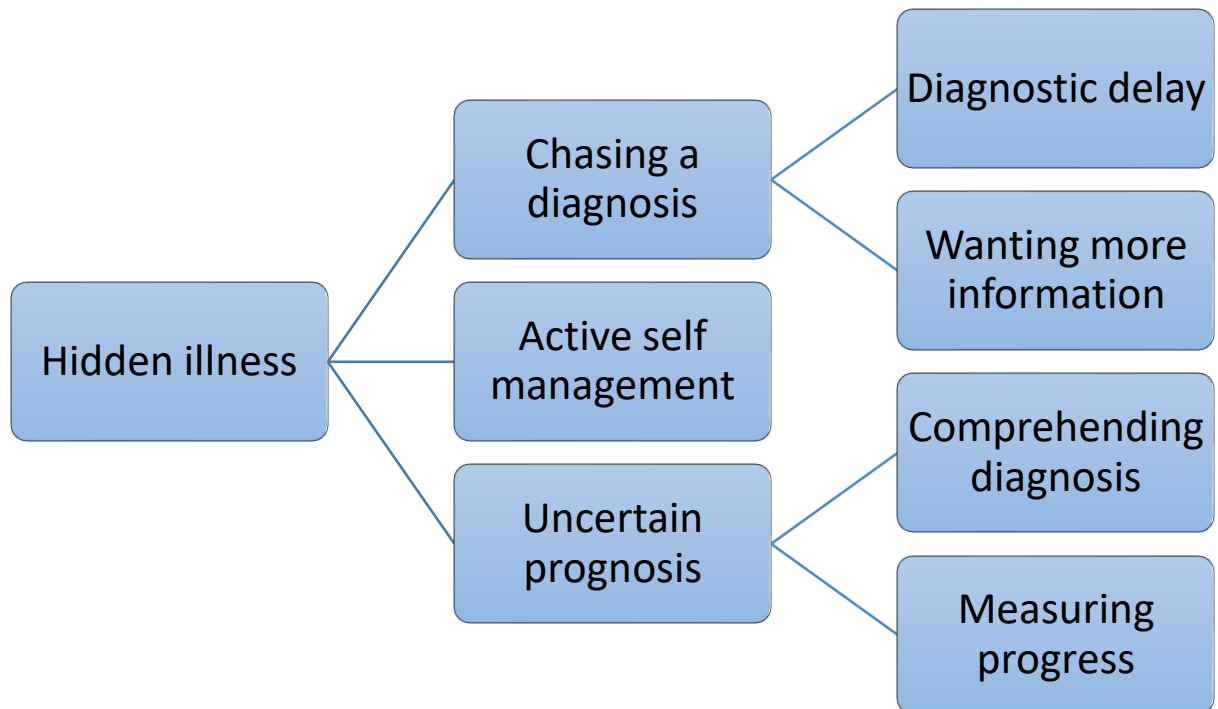 Hidden illness
Chasing a
diagnosis
Active self
management
Uncertain
prognosis
Diagnostic delay
Wanting more
information
Comprehending
diagnosis
Measuring
progress